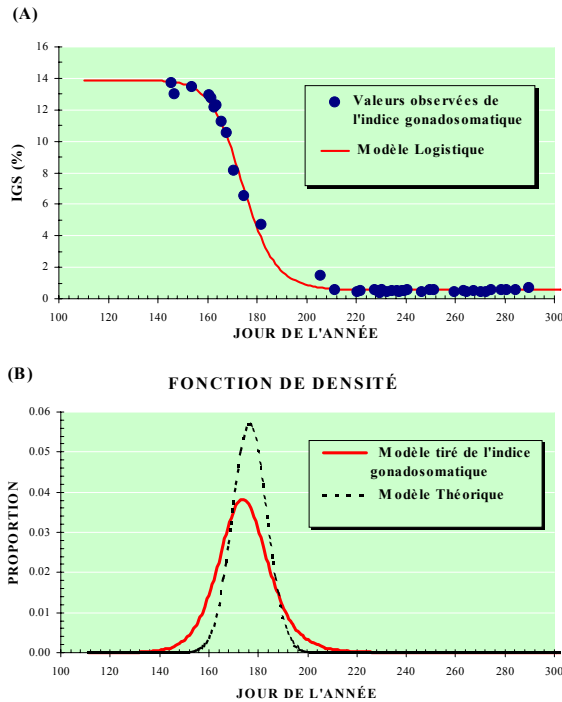 (A)
16
14
12
10
8
6
4
2
0
IGS (%)
Valeurs observées de
l'indice gonadosomatique
Modèle Logistique
100 120 140 160 180 200 220 240 260 280 300
JOUR DE L'ANNÉE
(B)
FONCTION DE DENSITÉ
0.06
0.05
0.04
0.03
0.02
0.01
0.00
PROPORTION
Modèle tiré de l'indice
gonadosomatique
Modèle Théorique
100 120 140 160 180 200 220 240 260 280 300
JOUR DE L'ANNÉE